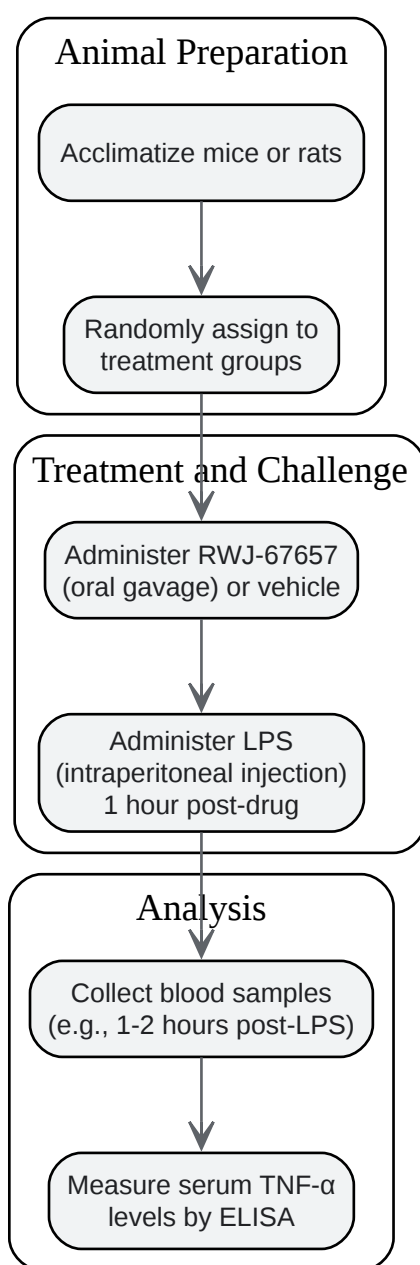 Animal Preparation
Acclimatize mice or rats
Randomly assign to
treatment groups
Treatment and Challenge
Administer RWJ-67657
(oral gavage) or vehicle
Administer LPS
(intraperitoneal injection)
1 hour post-drug
Analysis
Collect blood samples
(e.g., 1-2 hours post-LPS)
Measure serum TNF-α
levels by ELISA